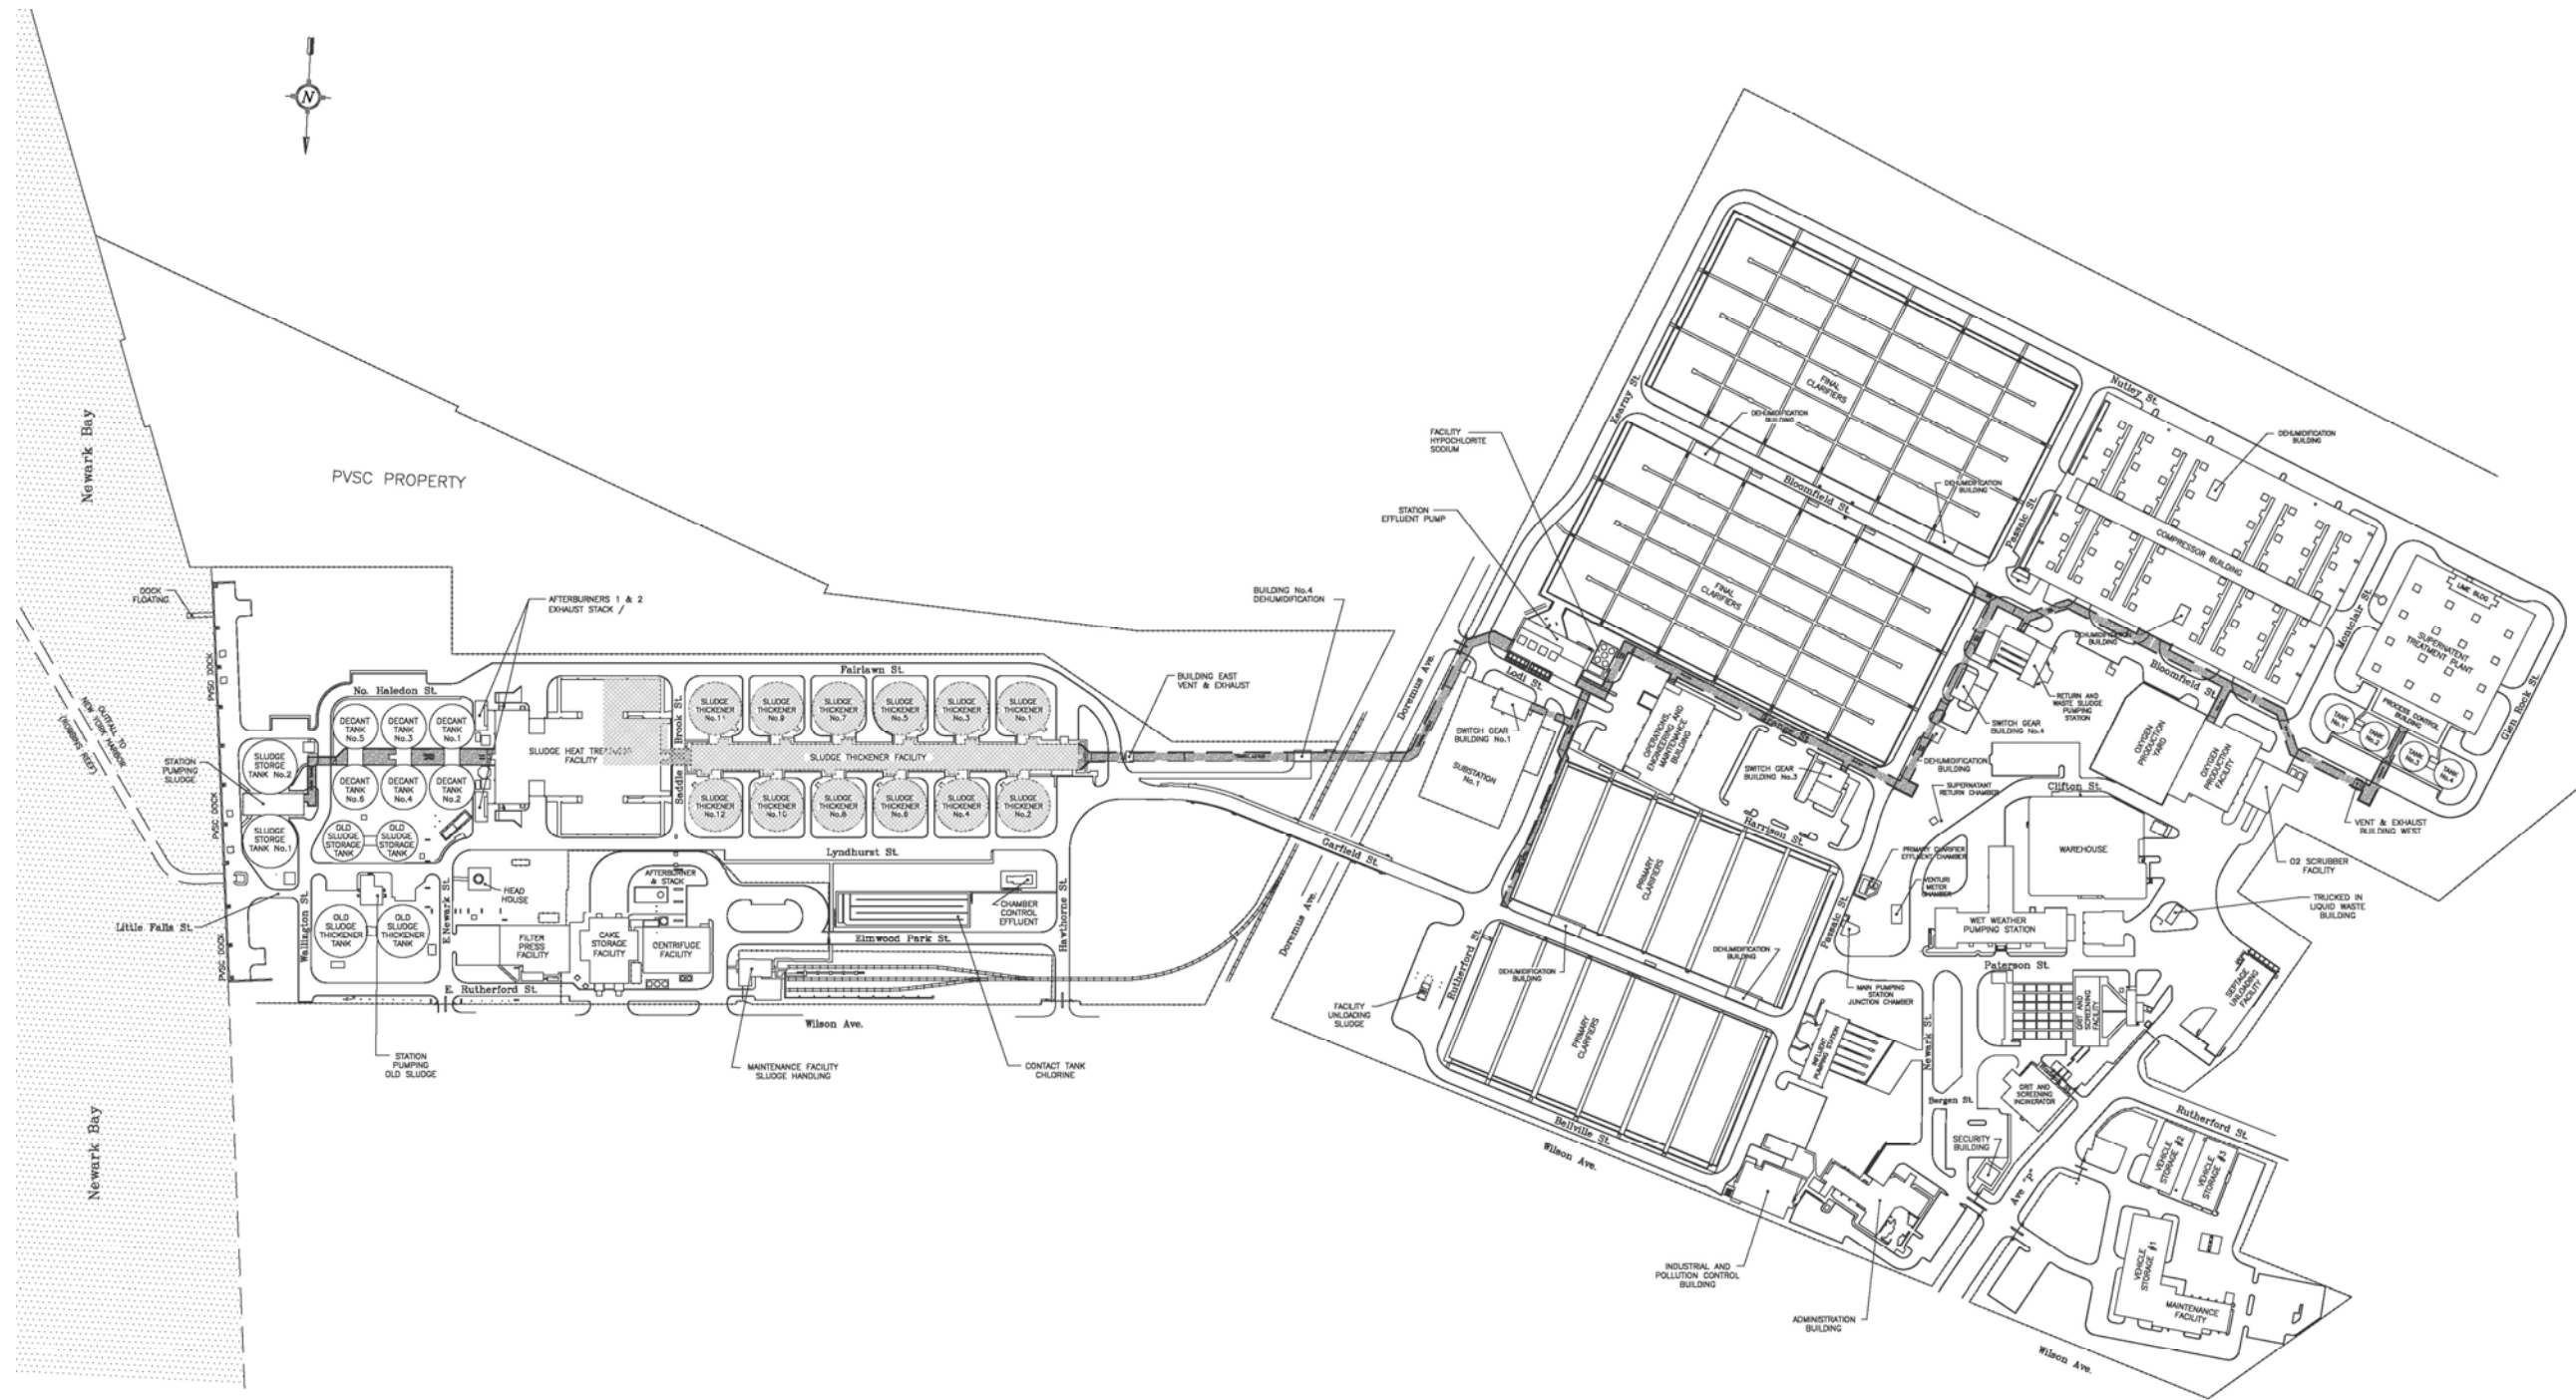 N
Newark Bay
Newark Bay
PVSC PROPERTY
OUTFALL TO
NEW YORK HARBOR
(ROBBINS REEF)
DOCK
FLOATING
PVSC DOCK
PVSC DOCK
PVSC DOCK
STATION
PUMPING
SLUDGE
SLUDGE
STORGE
TANK No.2
SLUDGE
STORGE
TANK No.1
Little Falls St.
Wallington St.
No. Haledon St.
DECANT
TANK
No.5
DECANT
TANK
No.3
DECANT
TANK
No.1
DECANT
TANK
No.6
DECANT
TANK
No.4
DECANT
TANK
No.2
OLD
SLUDGE
STORAGE
TANK
OLD
SLUDGE
STORAGE
TANK
OLD
SLUDGE
THICKENER
TANK
OLD
SLUDGE
THICKENER
TANK
STATION
PUMPING
OLD SLUDGE
AFTERBURNERS 1 & 2
EXHAUST STACK /
SLUDGE HEAT
FACILITY
E.Newark St.
HEAD
HOUSE
FILTER
PRESS
FACILITY
CAKE
STORAGE
FACILITY
CENTRIFUGE
FACILITY
AFTERBURNER
& STACK
E. Rutherford St.
Saddle Brook St.
Fairlawn St.
SLUDGE
THICKENER
No.11
SLUDGE
THICKENER
No.9
SLUDGE
THICKENER
No.7
SLUDGE
THICKENER
No.5
SLUDGE
THICKENER
No.3
SLUDGE
THICKENER
No.1
SLUDGE THICKENER FACILITY
SLUDGE
THICKENER
No.12
SLUDGE
THICKENER
No.10
SLUDGE
THICKENER
No.8
SLUDGE
THICKENER
No.6
SLUDGE
THICKENER
No.4
SLUDGE
THICKENER
No.2
Lyndhurst St.
CHAMBER
CONTROL
EFFLUENT
Elmwood Park St.
Hawthorne St.
Wilson Ave.
MAINTENANCE FACILITY
SLUDGE HANDLING
CONTACT TANK
CHLORINE
BUILDING EAST
VENT & EXHAUST
BUILDING No.4
DEHUMIDIFICATION
Garfield St.
Doremus Ave.
Doremus Ave.
FACILITY
HYPOCHLORITE
SODIUM
STATION
EFFLUENT PUMP
Kearny St.
FINAL
CLARIFIERS
DEHUMIDIFICATION
BUILDING
Bloomfield St.
DEHUMIDIFICATION
BUILDING
FINAL
CLARIFIERS
Lodi St.
SWITCH GEAR
BUILDING No.1
SUBSTATION
No.1
OPERATIONS,
ENGINEERING AND
MAINTENANCE
BUILDING
Orange St.
SWITCH GEAR
BUILDING No.3
Harrison St.
PRIMARY
CLARIFIERS
DEHUMIDIFICATION
BUILDING
DEHUMIDIFICATION
BUILDING
PRIMARY
CLARIFIERS
Rutherford St.
FACILITY
UNLOADING
SLUDGE
Bellville St.
Wilson Ave.
Passaic St.
Nutley St.
Passaic St.
DEHUMIDIFICATION
BUILDING
COMPRESSOR BUILDING
DEHUMIDIFICATION
BUILDING
Bloomfield St.
Montclair St.
LIME BLDG
SUPERNATENT
TREATMENT PLANT
PROCESS CONTROL
BUILDING
Glen Rock St.
TANK
No.1
TANK
No.2
TANK
No.3
TANK
No.4
RETURN AND
WASTE SLUDGE
PUMPING
STATION
SWITCH GEAR
BUILDING No.4
DEHUMIDIFICATION
BUILDING
SUPERNATANT
RETURN CHAMBER
OXYGEN
PRODUCTION
YARD
OXYGEN
PRODUCTION
FACILITY
Clifton St.
VENT & EXHAUST
BUILDING WEST
O2 SCRUBBER
FACILITY
WAREHOUSE
TRUCKED IN
LIQUID WASTE
BUILDING
PRIMARY CLARIFIER
EFFLUENT CHAMBER
VENTURI
METER
CHAMBER
WET WEATHER
PUMPING STATION
MAIN PUMPING
STATION
JUNCTION CHAMBER
Paterson St.
GRIT AND
SCREENING
FACILITY
SEPTAGE
UNLOADING
FACILITY
INFLUENT
PUMPING STATION
Newark St.
GRIT AND
SCREENING
INCINERATOR
Bergen St.
SECURITY
BUILDING
Rutherford St.
Ave "P"
VEHICLE
STORAGE #2
VEHICLE
STORAGE #3
VEHICLE
STORAGE #1
MAINTENANCE
FACILITY
INDUSTRIAL AND
POLLUTION CONTROL
BUILDING
ADMINISTRATION
BUILDING
Wilson Ave.